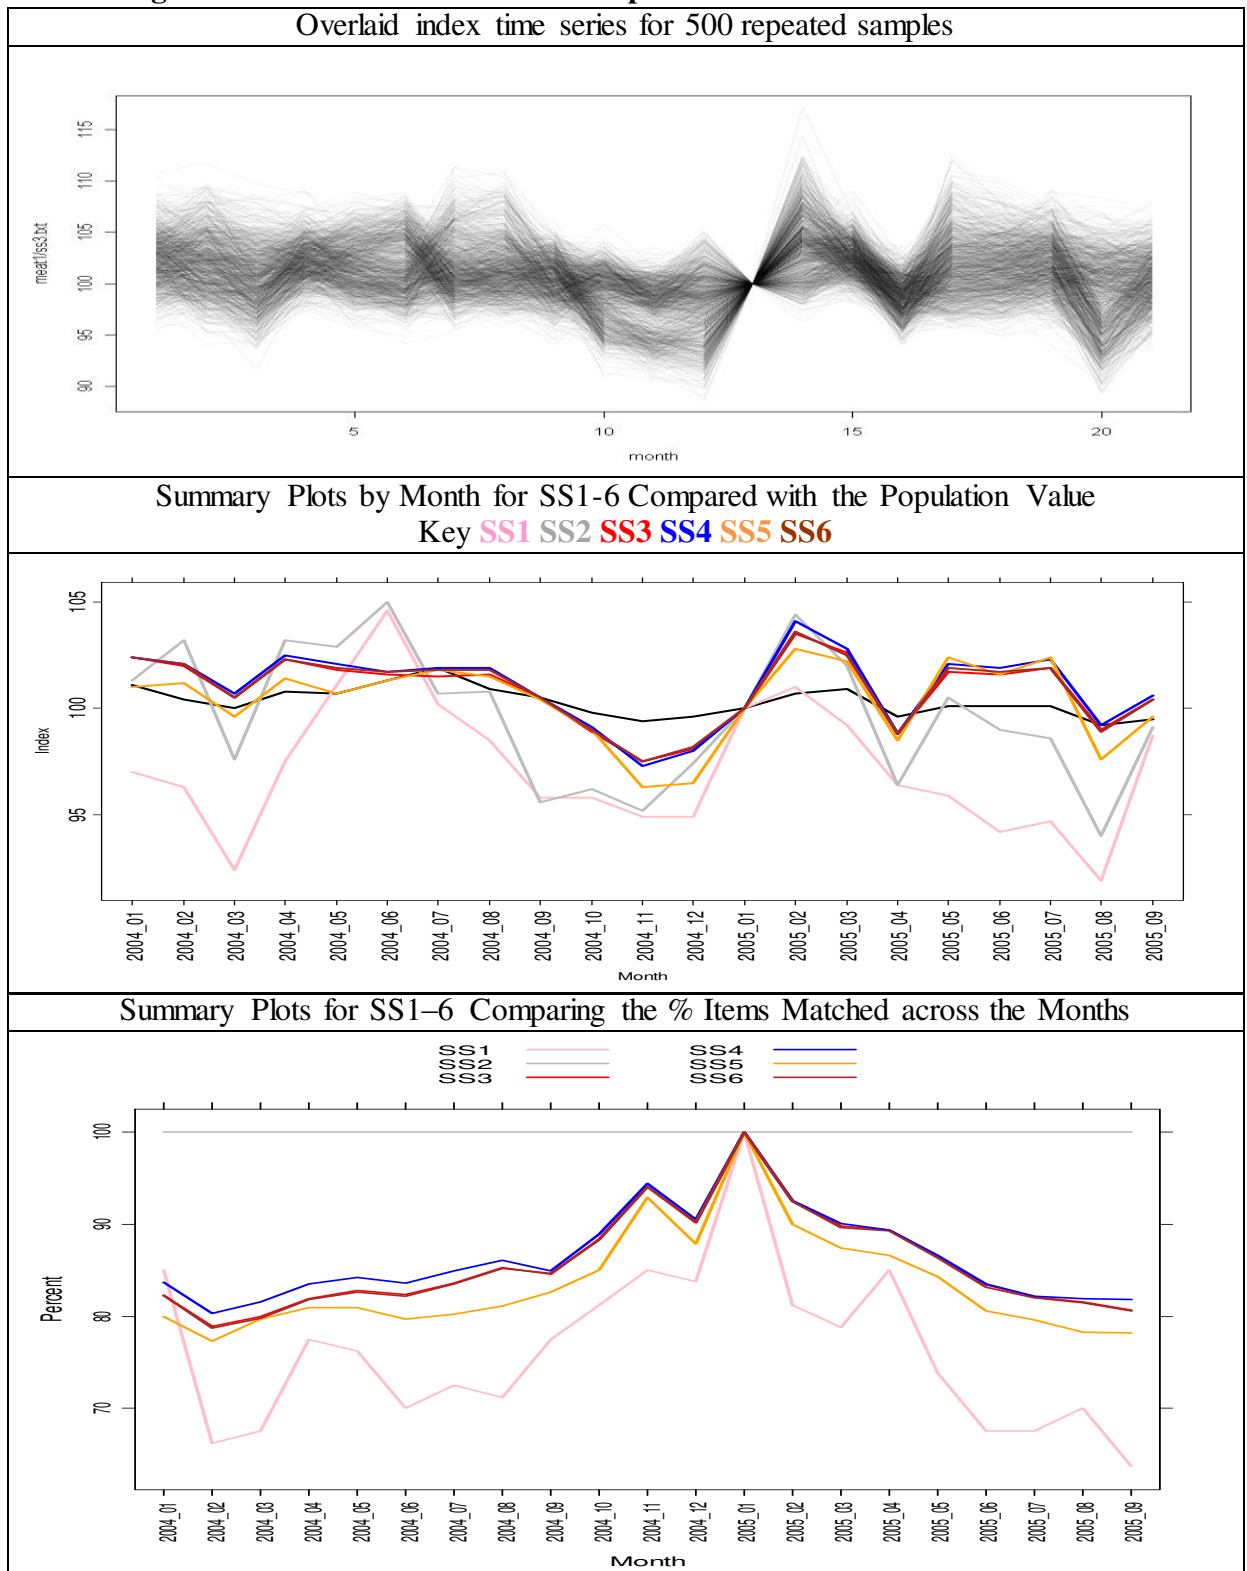 Overlaid index time series for 500 repeated samples
115
110
105
100
95
90
meat1/ss3.txt
5 10 15 20
month
Summary Plots by Month for SS1-6 Compared with the Population Value
Key SS1 SS2 SS3 SS4 SS5 SS6
105
100
95
Index
2004_01 2004_02 2004_03 2004_04 2004_05 2004_06 2004_07 2004_08 2004_09 2004_10 2004_11 2004_12 2005_01 2005_02 2005_03 2005_04 2005_05 2005_06 2005_07 2005_08 2005_09
Month
Summary Plots for SS1–6 Comparing the % Items Matched across the Months
SS1 SS4
SS2 SS5
SS3 SS6
100
90
80
70
Percent
2004_01 2004_02 2004_03 2004_04 2004_05 2004_06 2004_07 2004_08 2004_09 2004_10 2004_11 2004_12 2005_01 2005_02 2005_03 2005_04 2005_05 2005_06 2005_07 2005_08 2005_09
Month